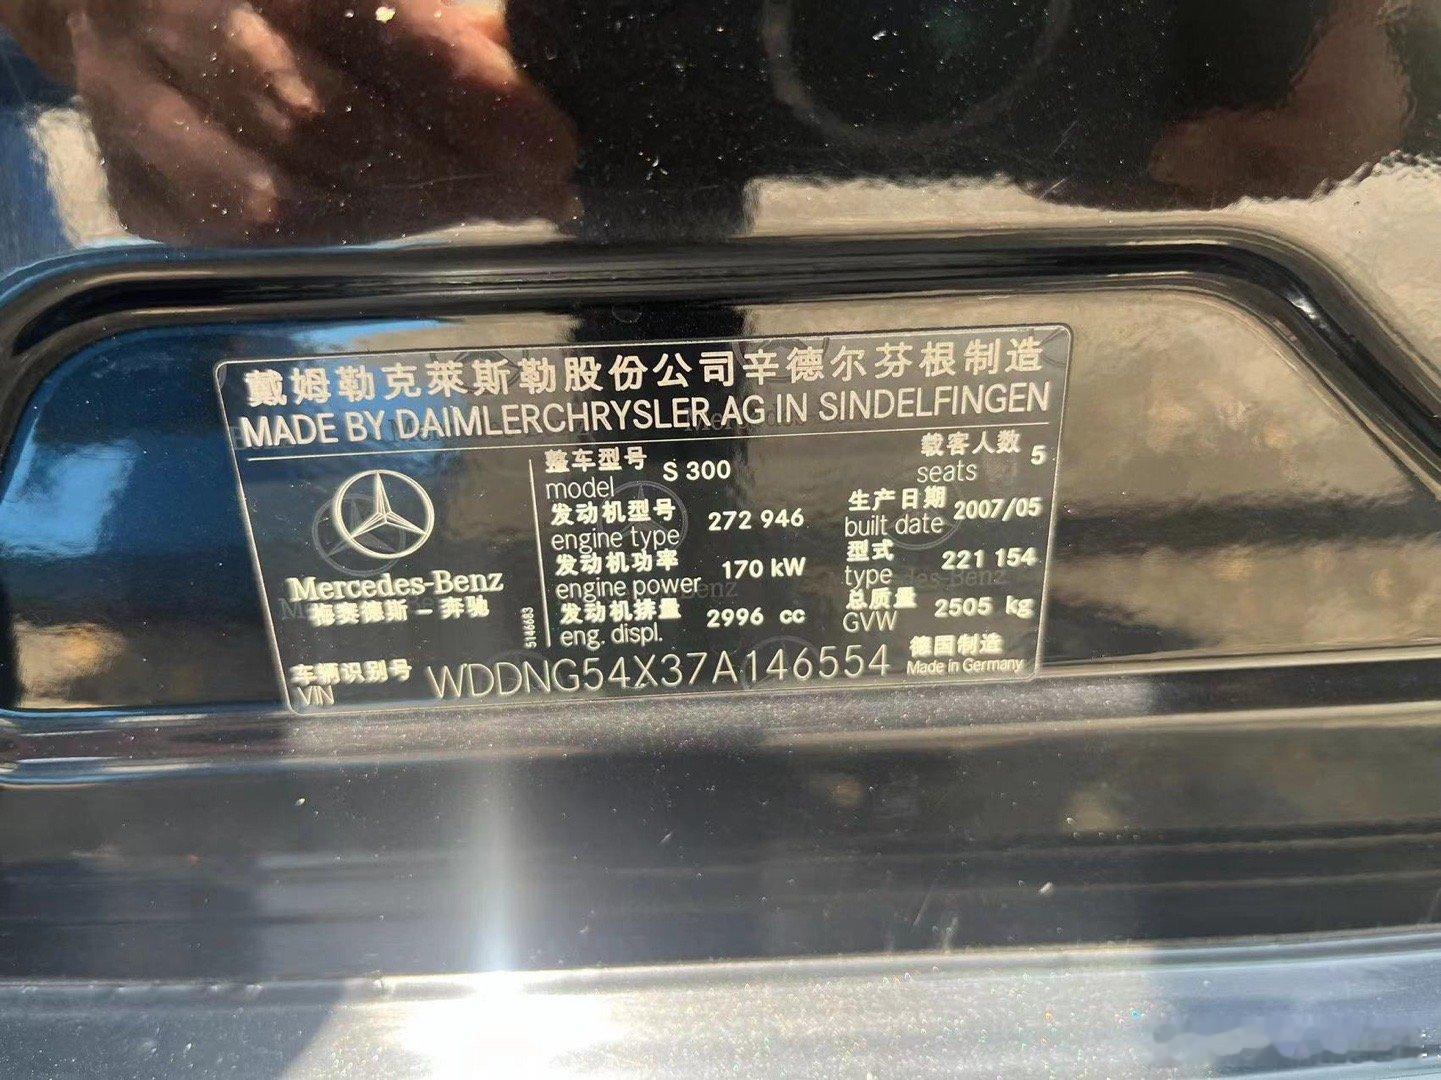 戴姆勒克萊斯勒股份公司辛德尔芬根制造
MADE BY DAIMLERCHRYSLER AG IN SINDELFINGEN
Mercedes-Benz
梅赛德斯－奔驰
5146683
整车型号 model S 300
载客人数 seats 5
发动机型号 engine type 272 946
生产日期 built date 2007/05
发动机功率 engine power 170 kW
型式 type 221 154
发动机排量 eng. displ. 2996 cc
总质量 GVW 2505 kg
车辆识别号 VIN WDDNG54X37A146554
德国制造
Made in Germany